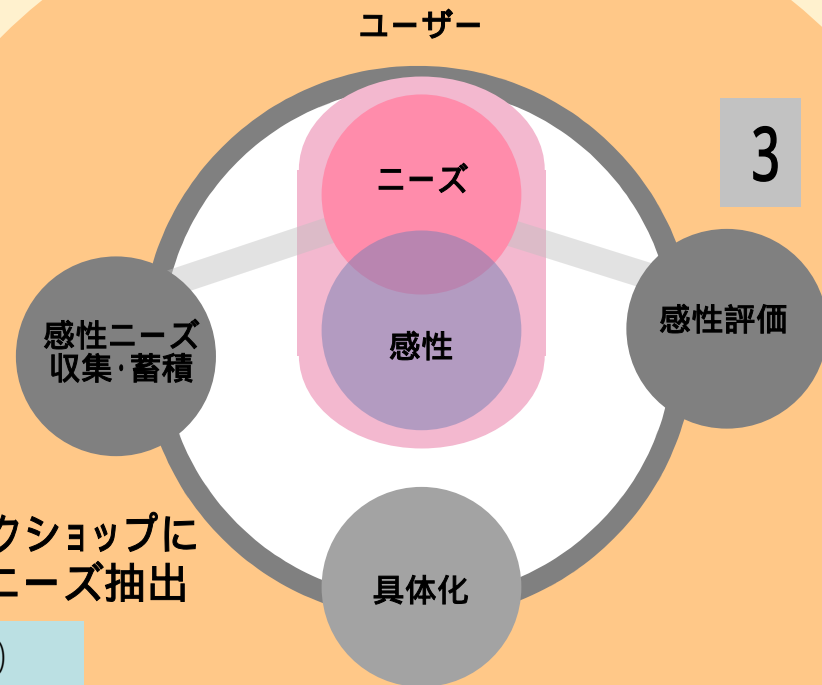 ユーザー
ニーズ
3
感性ニーズ
収集・蓄積
感性
感性評価
クショップに
ニーズ抽出
具体化
)